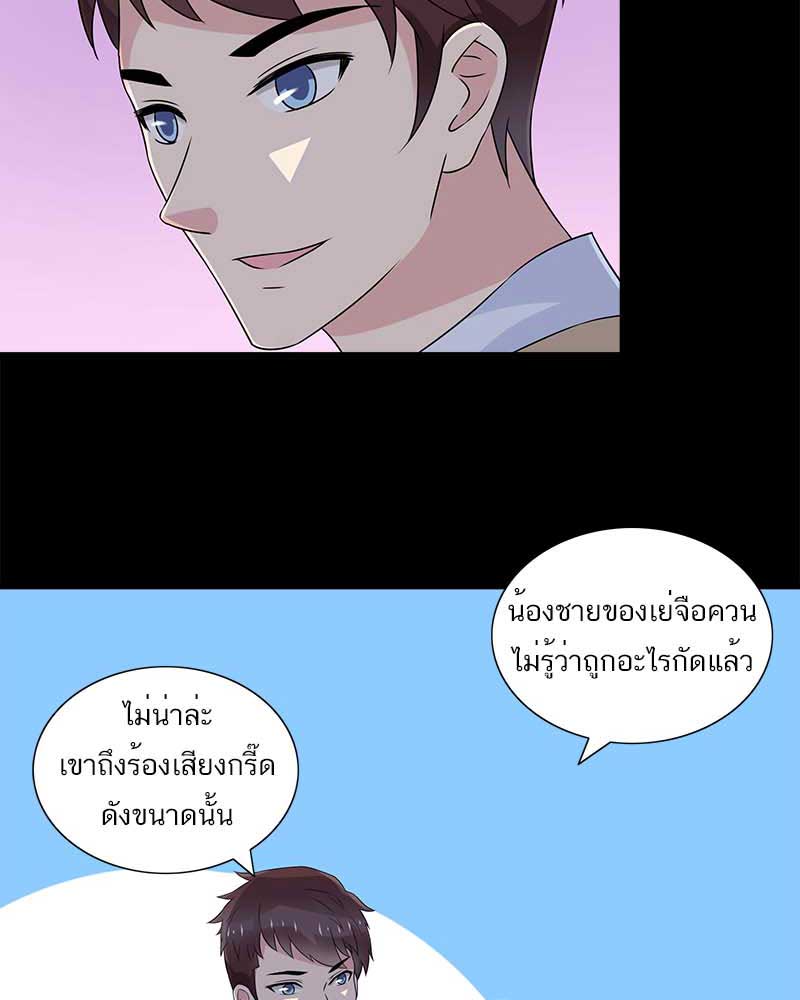 น้องชายของเย่จือควน
ไม่รู้ว่าถูกอะไรกัดแล้ว
ไม่น่าล่ะ
เขาถึงร้องเสียงกรี๊ด
ดังขนาดนั้น